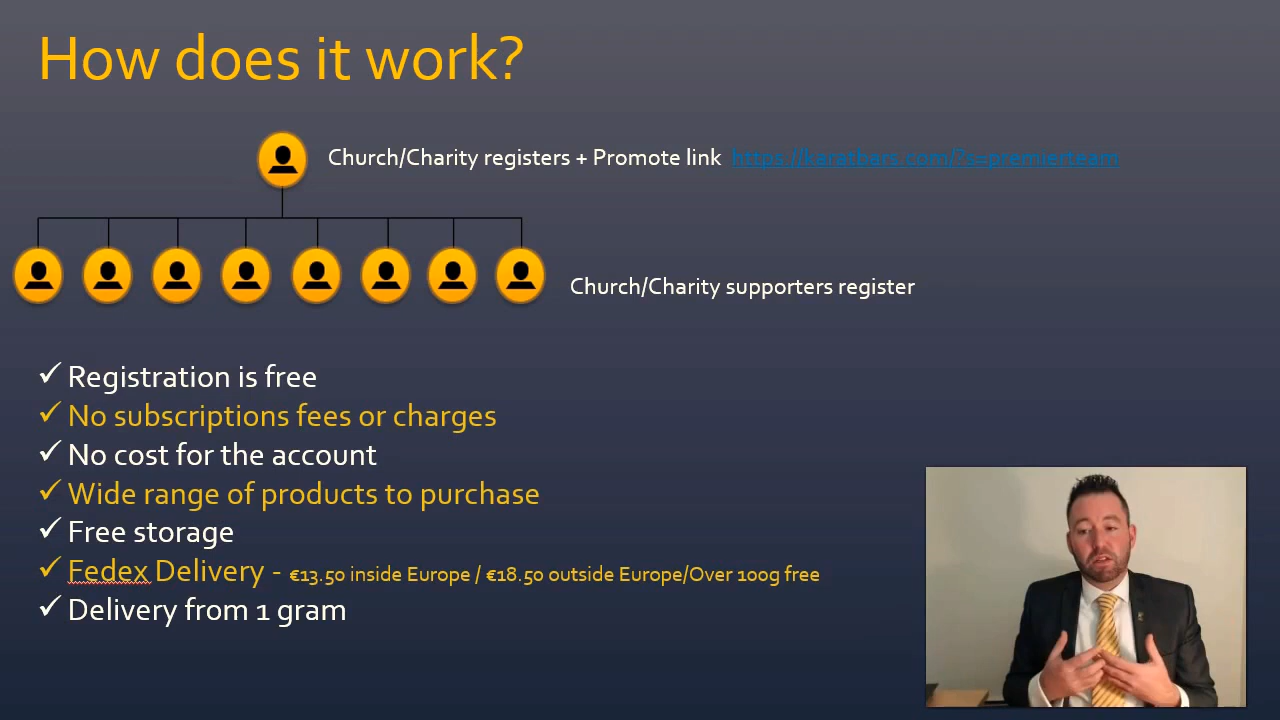 How does it work?
Church/Charity registers + Promote link https://karatbars.com/?s=premierteam
Church/Charity supporters register
✓ Registration is free
✓ No subscriptions fees or charges
✓ No cost for the account
✓ Wide range of products to purchase
✓ Free storage
✓ Fedex Delivery - €13.50 inside Europe / €18.50 outside Europe/Over 100g free
✓ Delivery from 1 gram